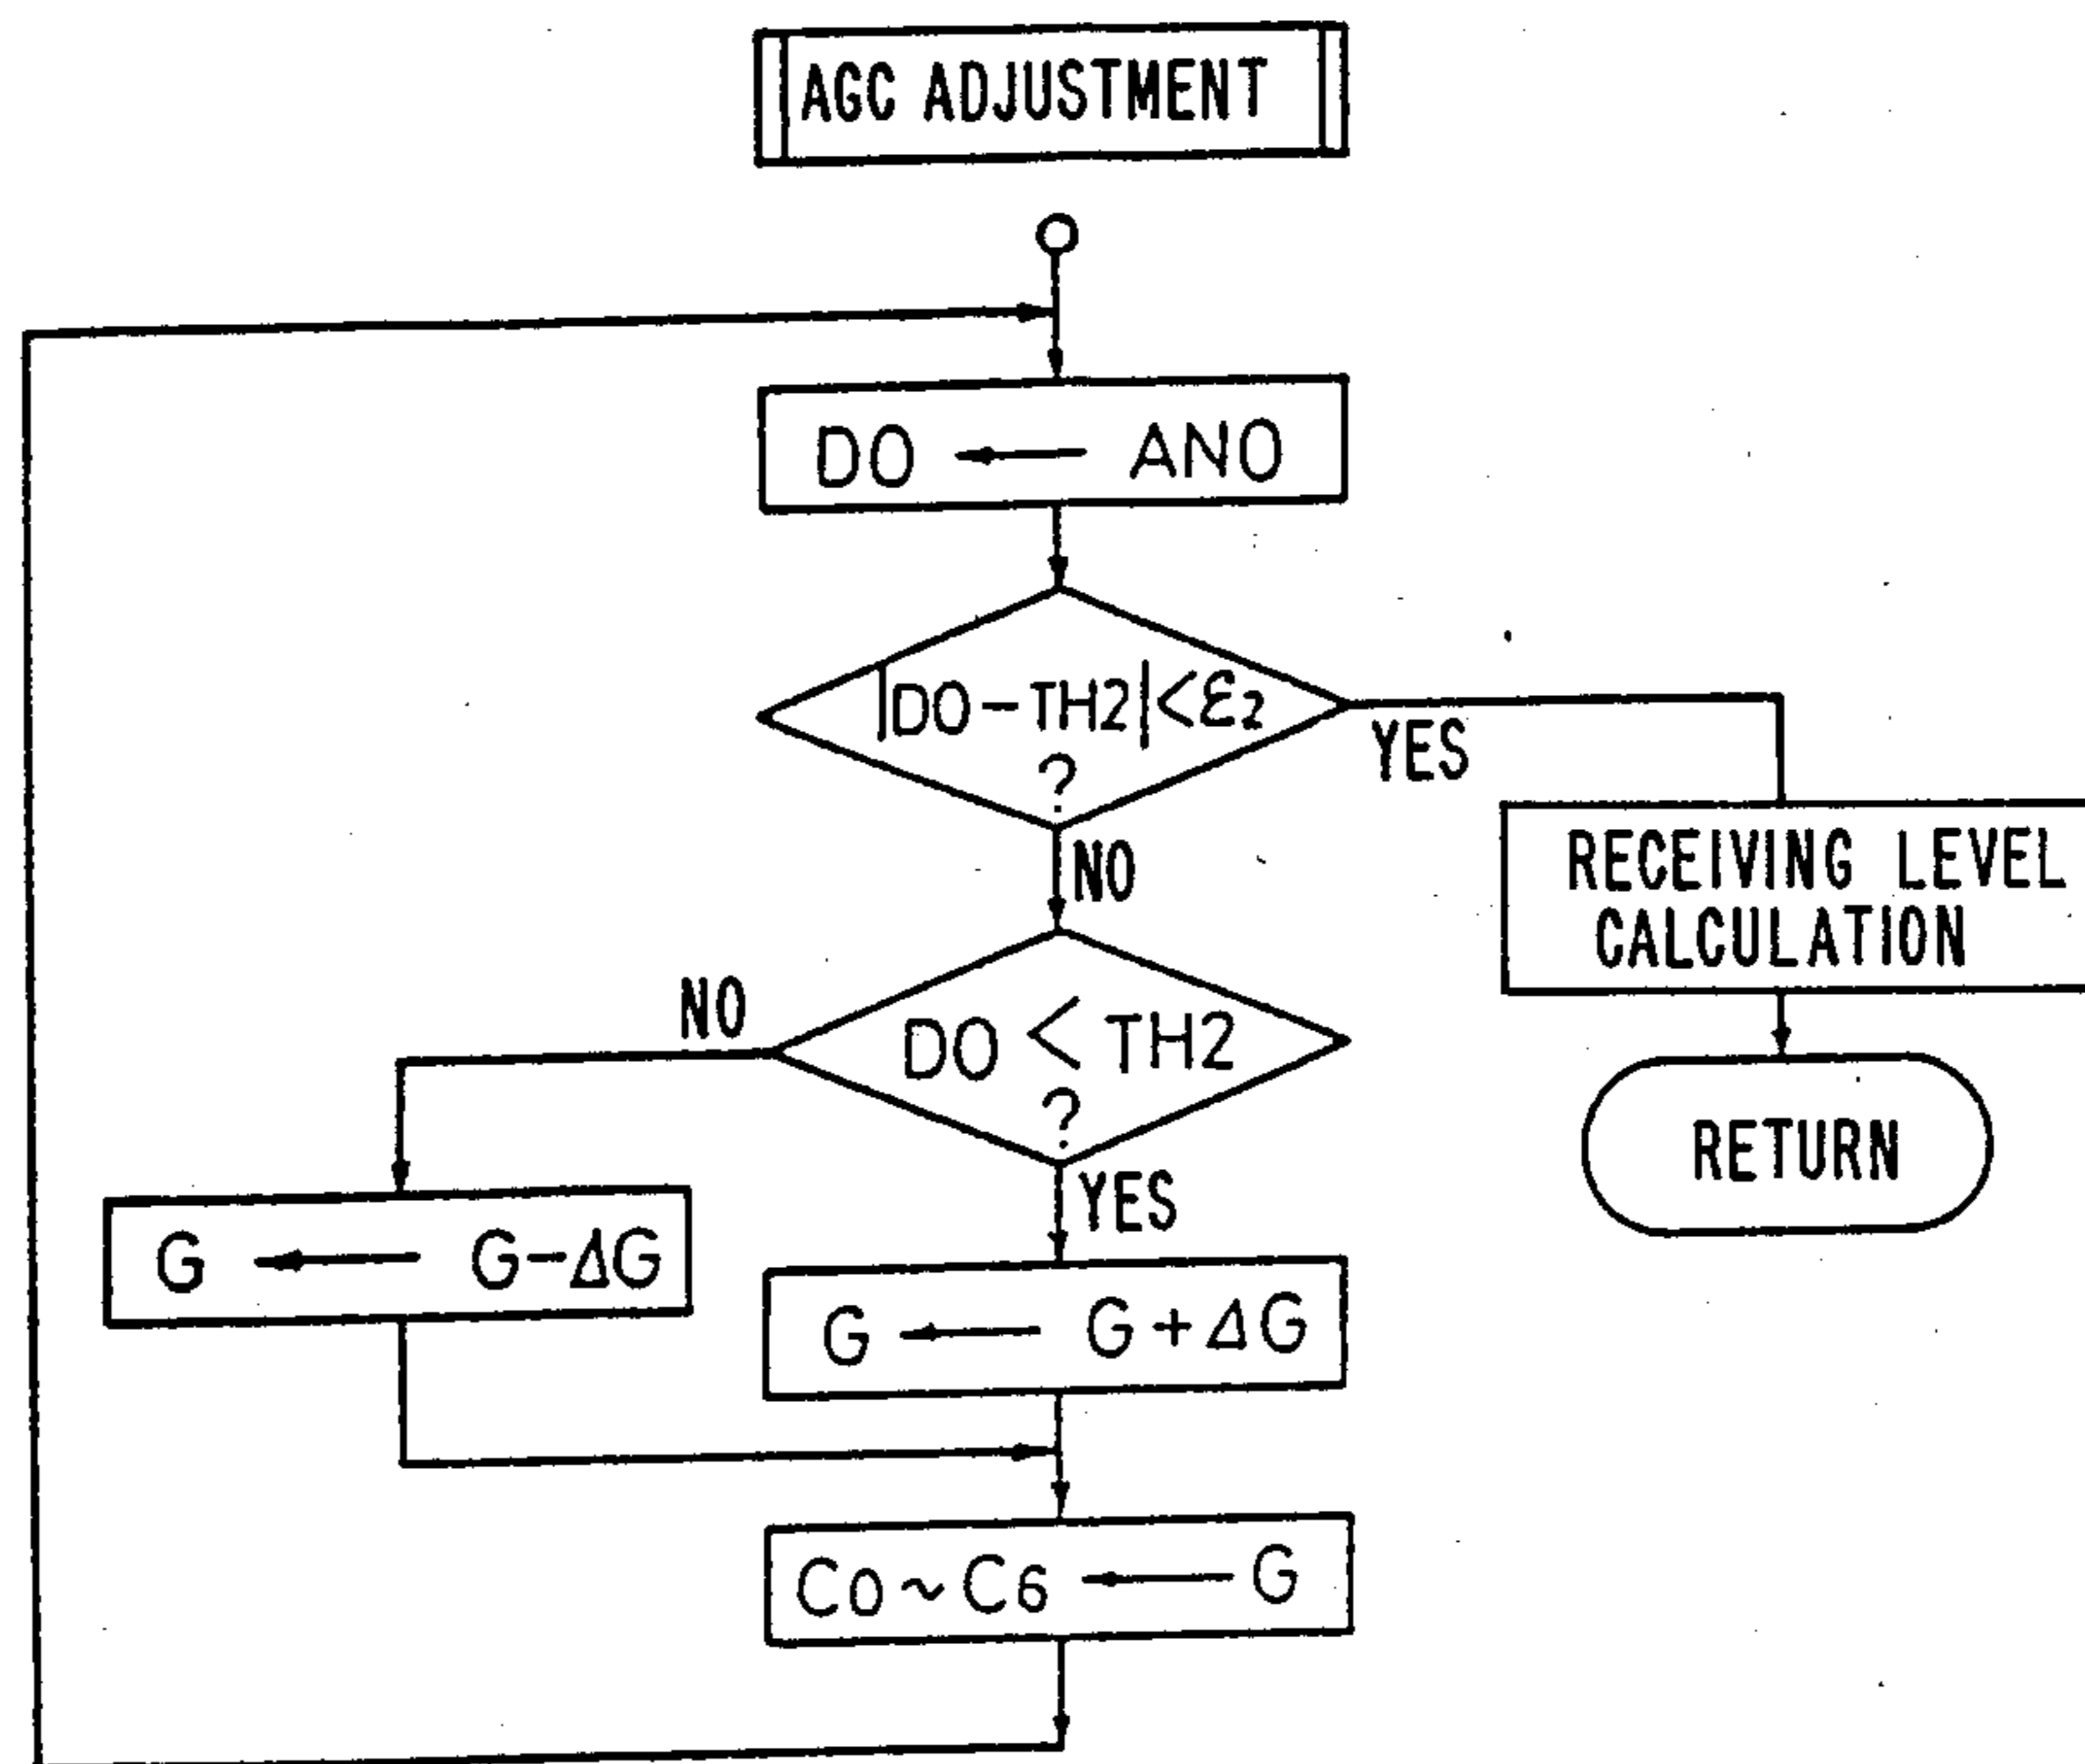 AGC ADJUSTMENT
DO ← ANO
|DO-TH2|<ε2
?
YES
NO
RECEIVING LEVEL
CALCULATION
NO
DO < TH2
?
RETURN
YES
G ← G-ΔG
G ← G+ΔG
C0~C6 ← G